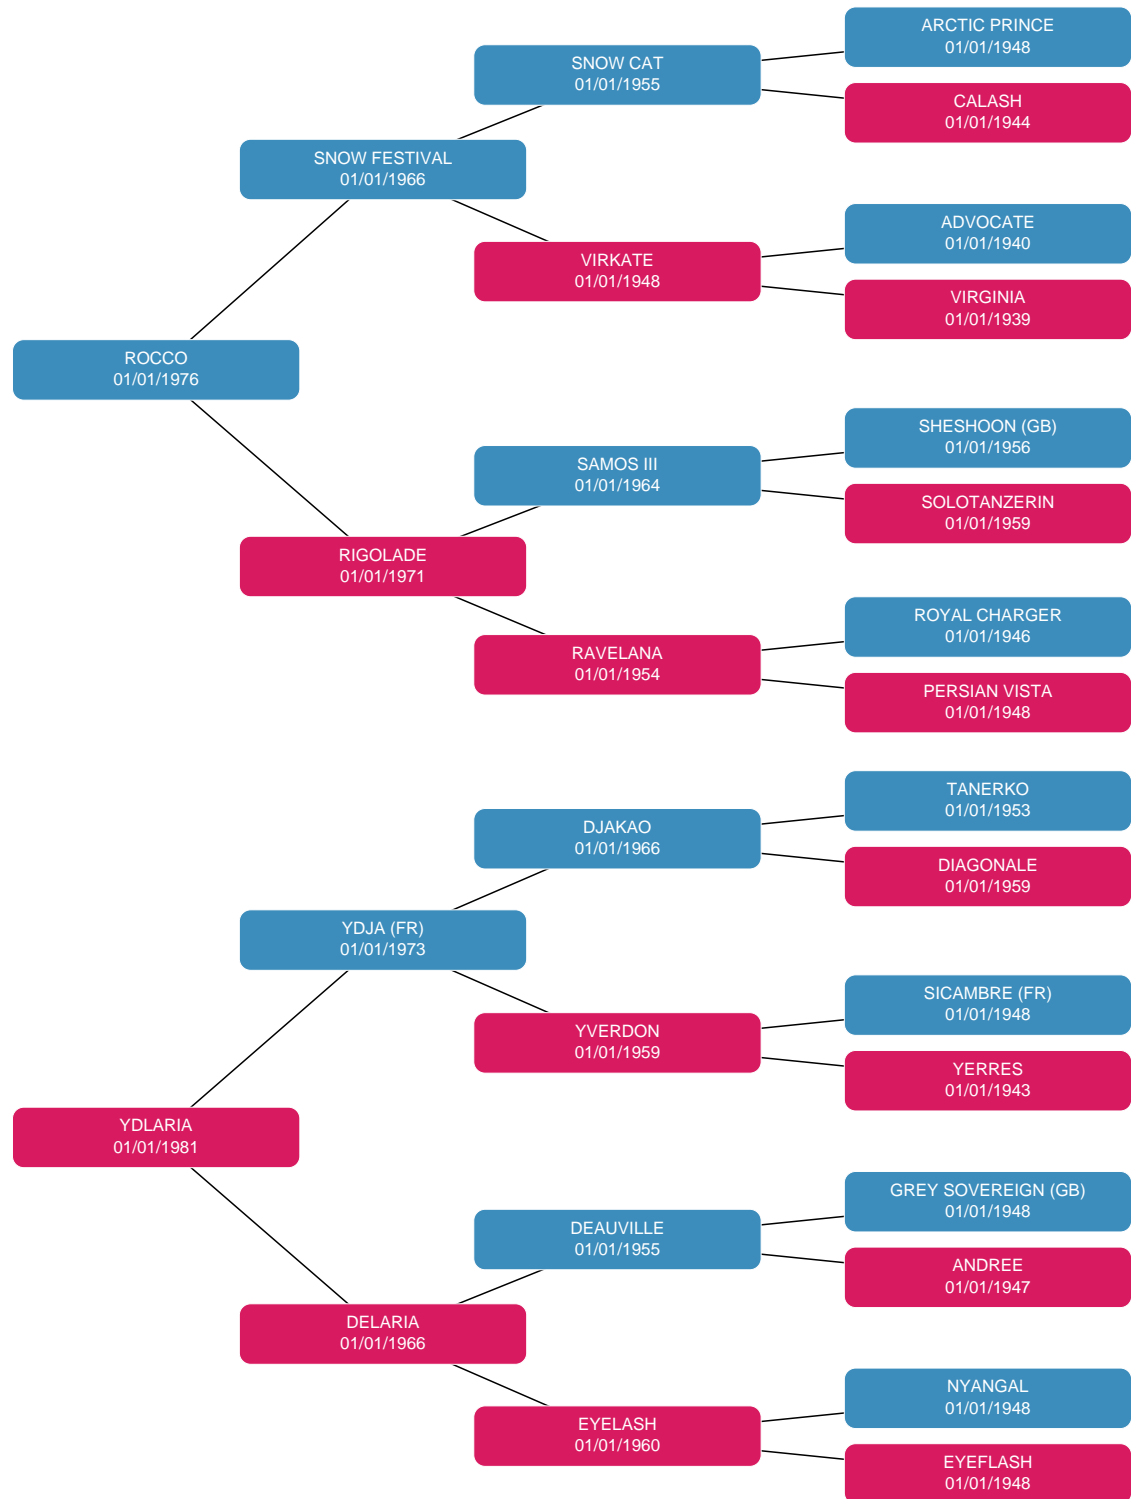 ARCTIC PRINCE
01/01/1948
SNOW CAT
01/01/1955
CALASH
01/01/1944
SNOW FESTIVAL
01/01/1966
ADVOCATE
01/01/1940
VIRKATE
01/01/1948
VIRGINIA
01/01/1939
ROCCO
01/01/1976
SHESHOON (GB)
01/01/1956
SAMOS III
01/01/1964
SOLOTANZERIN
01/01/1959
RIGOLADE
01/01/1971
ROYAL CHARGER
01/01/1946
RAVELANA
01/01/1954
PERSIAN VISTA
01/01/1948
TANERKO
01/01/1953
DJAKAO
01/01/1966
DIAGONALE
01/01/1959
YDJA (FR)
01/01/1973
SICAMBRE (FR)
01/01/1948
YVERDON
01/01/1959
YERRES
01/01/1943
YDLARIA
01/01/1981
GREY SOVEREIGN (GB)
01/01/1948
DEAUVILLE
01/01/1955
ANDREE
01/01/1947
DELARIA
01/01/1966
NYANGAL
01/01/1948
EYELASH
01/01/1960
EYEFLASH
01/01/1948